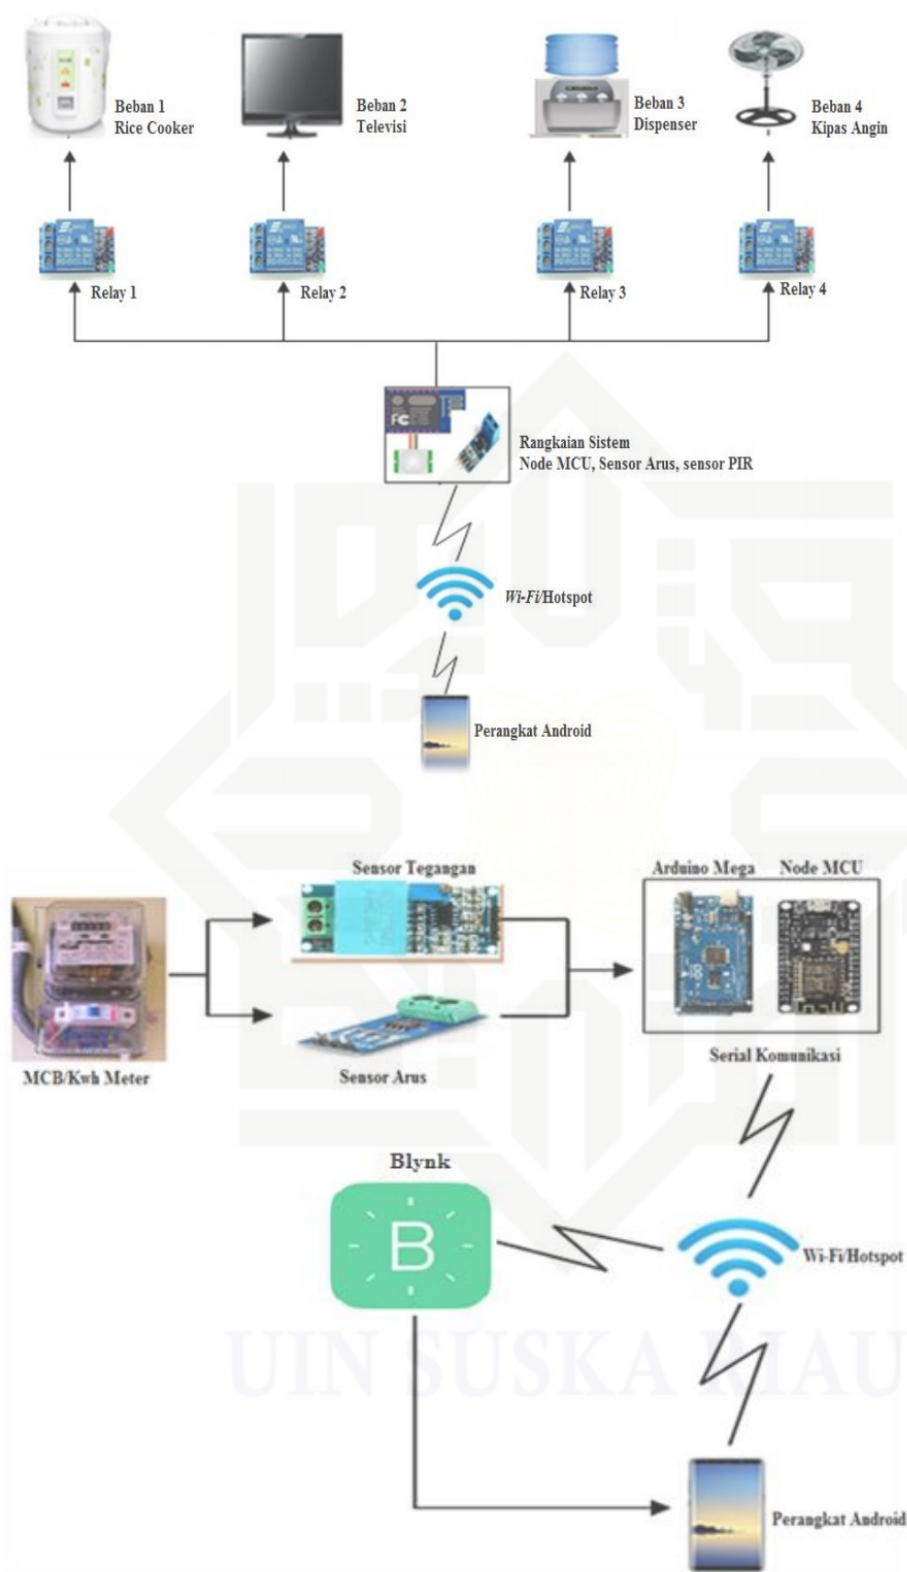 Beban 1
Rice Cooker
Beban 2
Televisi
Beban 3
Dispenser
Beban 4
Kipas Angin
Relay 1
Relay 2
Relay 3
Relay 4
FC
Rangkaian Sistem
Node MCU, Sensor Arus, sensor PIR
Wi-Fi/Hotspot
Perangkat Android
Sensor Tegangan
Arduino Mega
Node MCU
MCB/Kwh Meter
Sensor Arus
Serial Komunikasi
Blynk
B
Wi-Fi/Hotspot
UIN SUSKA RIAU
Perangkat Android